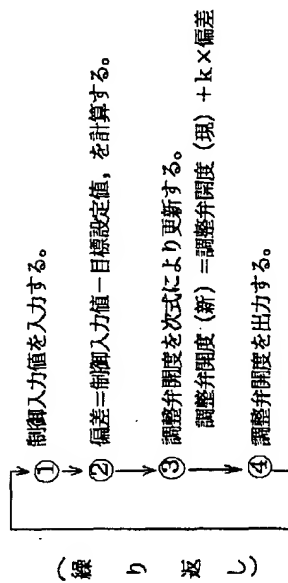 (繰り返し)
① 制御入力値を入力する。
② 偏差=制御入力値－目標設定値，を計算する。
③ 調整弁開度を次式により更新する。
調整弁開度(新)=調整弁開度(現)+k×偏差
④ 調整弁開度を出力する。